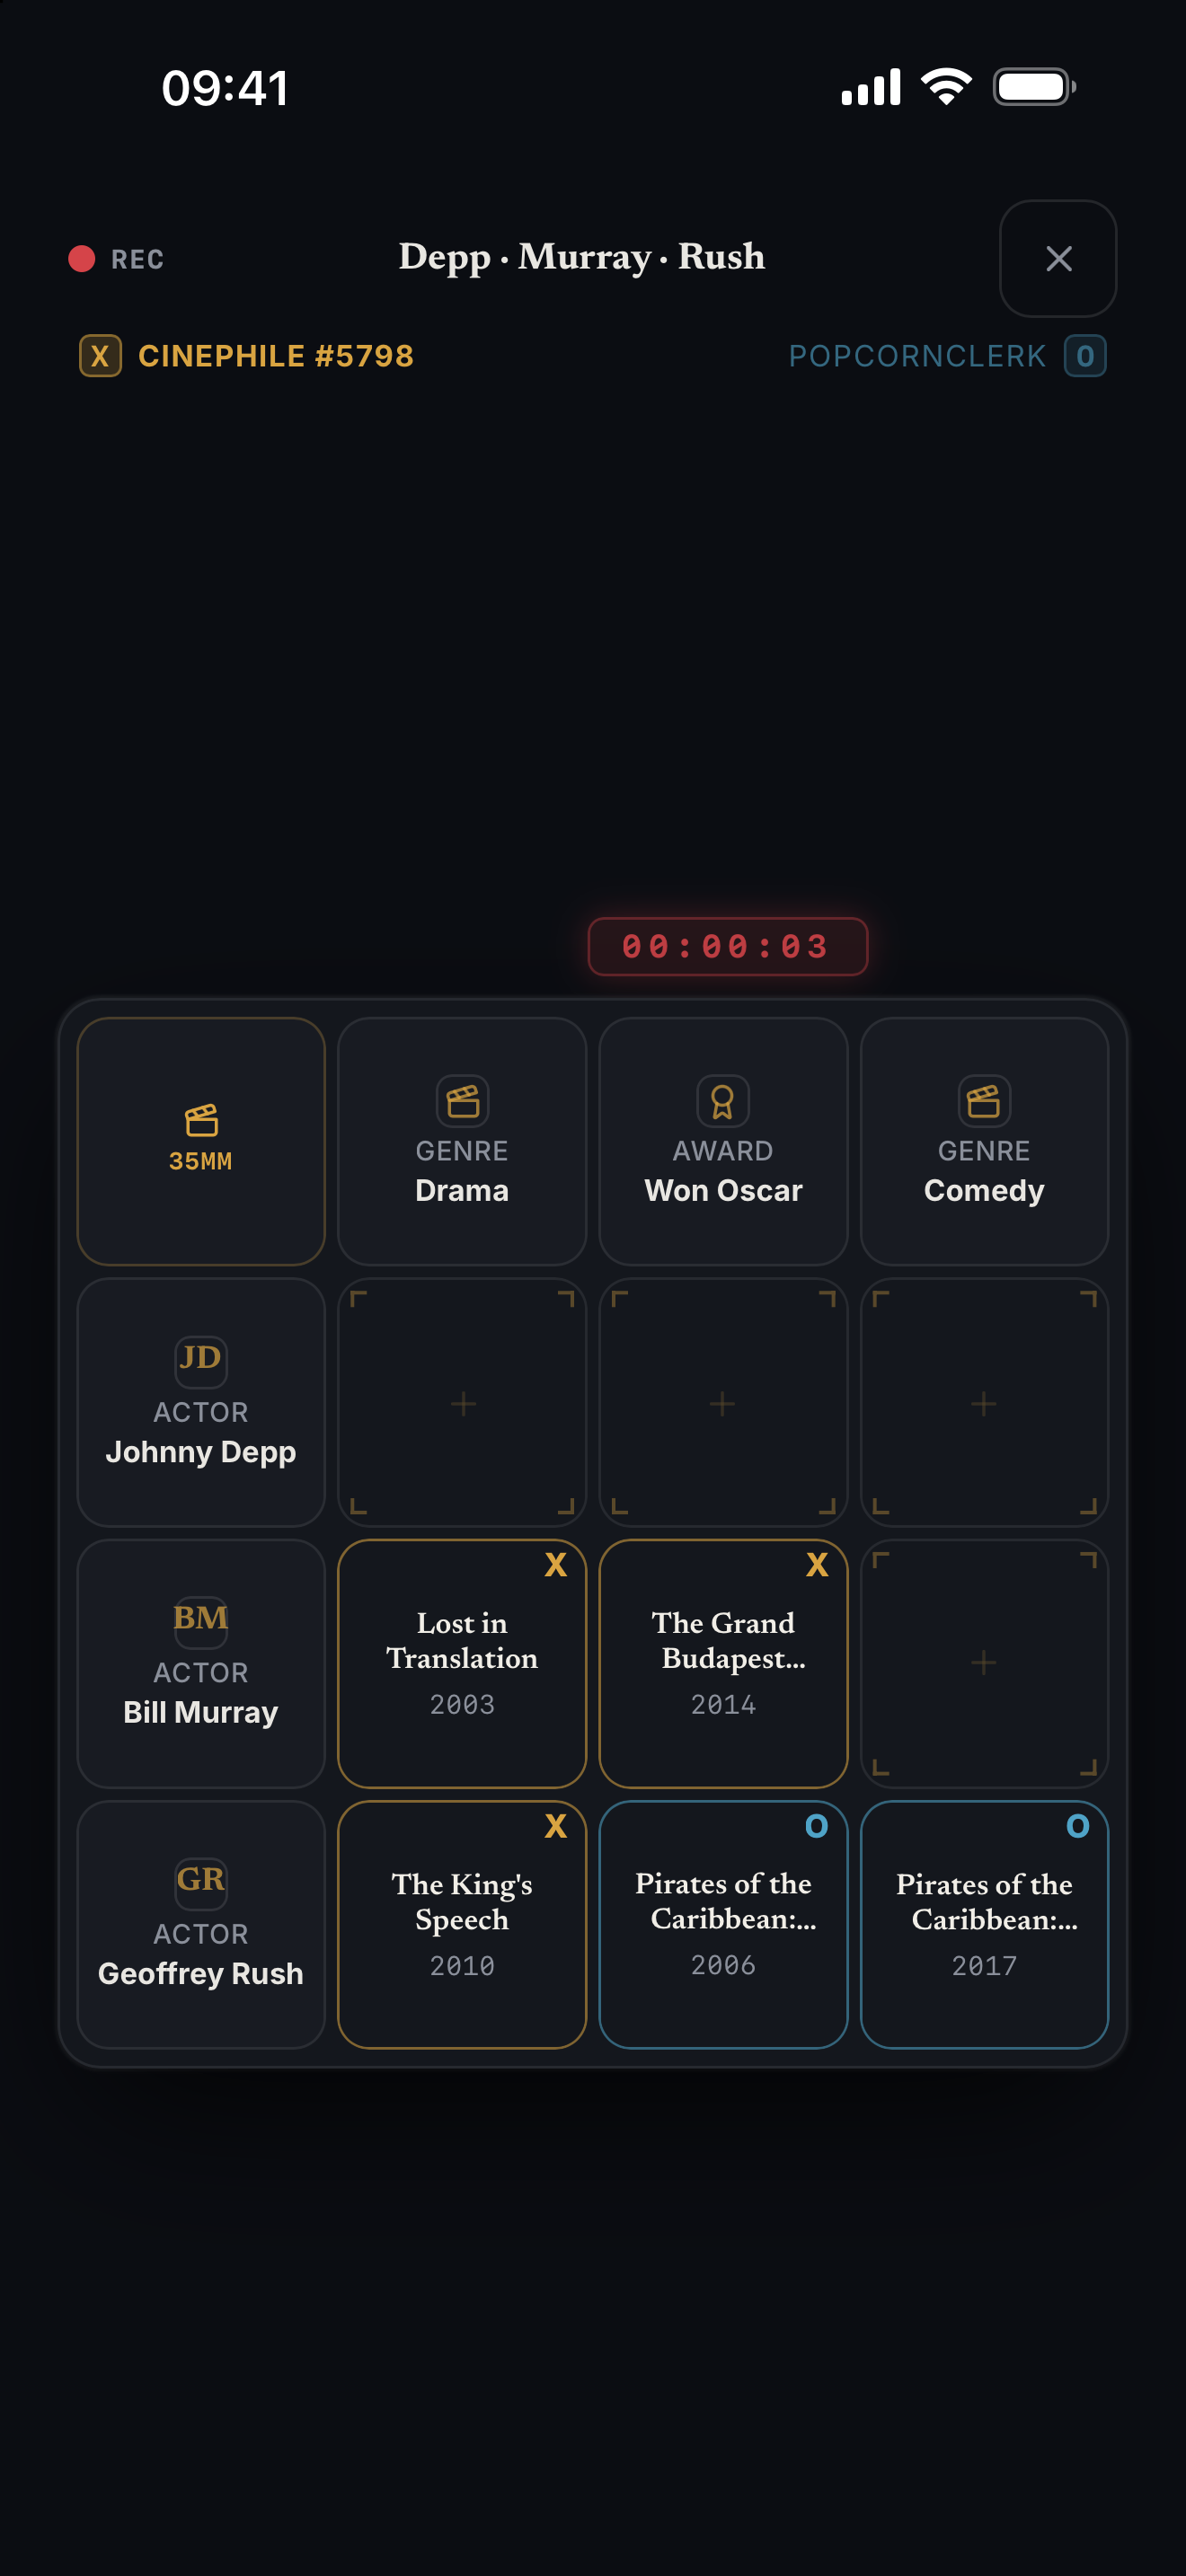 09:41
REC
Depp · Murray · Rush
X CINEPHILE #5798
POPCORNCLERK O
00:00:03
35MM
GENRE
Drama
AWARD
Won Oscar
GENRE
Comedy
JD
ACTOR
Johnny Depp
BM
ACTOR
Bill Murray
X
Lost in
Translation
2003
X
The Grand
Budapest...
2014
GR
ACTOR
Geoffrey Rush
X
The King's
Speech
2010
O
Pirates of the
Caribbean:...
2006
O
Pirates of the
Caribbean:...
2017